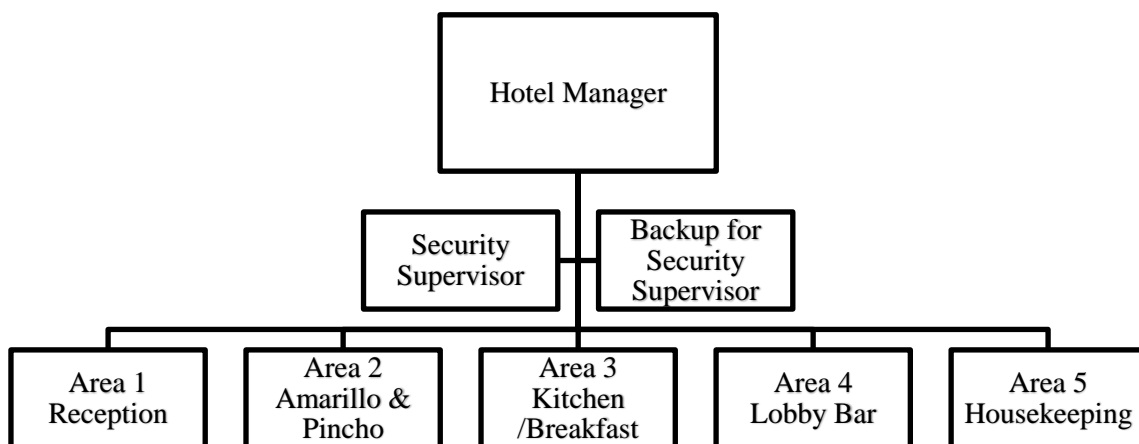 Hotel Manager
Security
Supervisor
Backup for
Security
Supervisor
Area 1
Reception
Area 2
Amarillo &
Pincho
Area 3
Kitchen
/Breakfast
Area 4
Lobby Bar
Area 5
Housekeeping